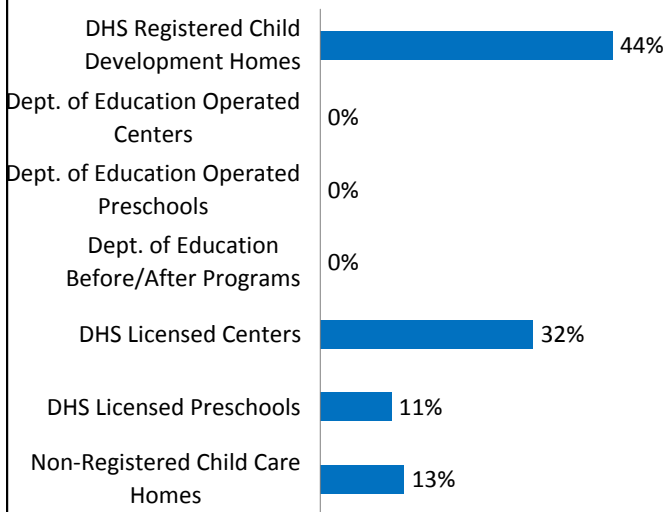 DHS Registered Child
Development Homes
44%
Dept. of Education Operated
Centers
0%
Dept. of Education Operated
Preschools
0%
Dept. of Education
Before/After Programs
0%
DHS Licensed Centers
32%
DHS Licensed Preschools
11%
Non-Registered Child Care
Homes
13%